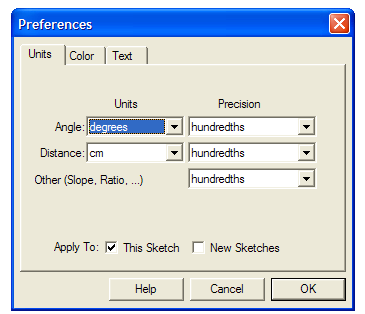 Preferences
Units Color Text
Units Precision
Angle: degrees hundredths
Distance: cm hundredths
Other (Slope, Ratio, ...) hundredths
Apply To: This Sketch New Sketches
Help Cancel OK